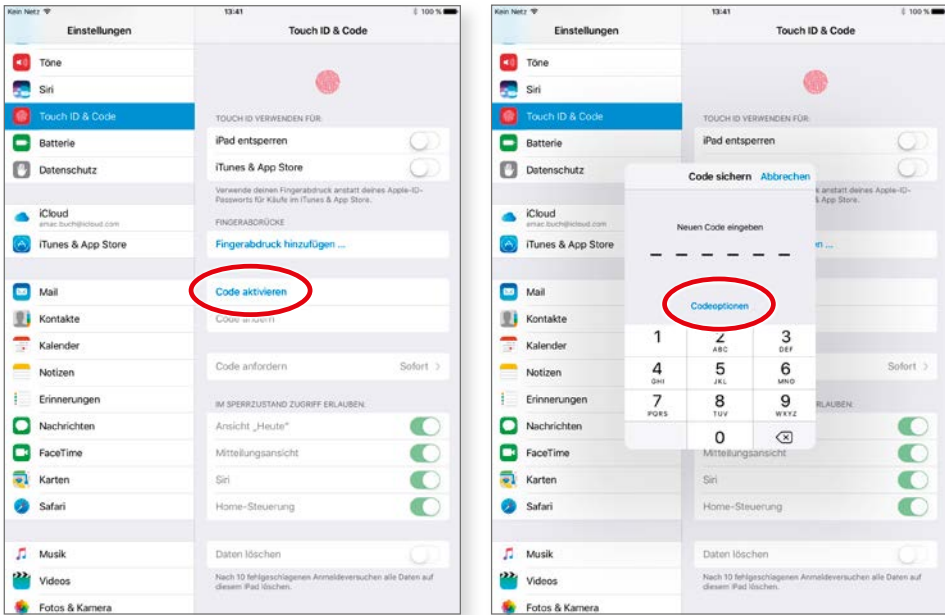 Kein Netz 13:41 100 %
Einstellungen
Touch ID & Code
Töne
Siri
Touch ID & Code
Batterie
Datenschutz
iCloud
amac.buch@icloud.com
iTunes & App Store
Mail
Kontakte
Kalender
Notizen
Erinnerungen
Nachrichten
FaceTime
Karten
Safari
Musik
Videos
Fotos & Kamera
TOUCH ID VERWENDEN FÜR:
iPad entsperren
iTunes & App Store
Verwende deinen Fingerabdruck anstatt deines Apple-ID-
Passworts für Käufe im iTunes & App Store.
FINGERABDRÜCKE
Fingerabdruck hinzufügen ...
Code aktivieren
Code ändern
Code anfordern Sofort
IM SPERRZUSTAND ZUGRIFF ERLAUBEN:
Ansicht „Heute“
Mitteilungsansicht
Siri
Home-Steuerung
Daten löschen
Nach 10 fehlgeschlagenen Anmeldeversuchen alle Daten auf
diesem iPad löschen.
Kein Netz 13:41 100 %
Einstellungen
Touch ID & Code
Töne
Siri
Touch ID & Code
Batterie
Datenschutz
iCloud
amac.buch@icloud.com
iTunes & App Store
Mail
Kontakte
Kalender
Notizen
Erinnerungen
Nachrichten
FaceTime
Karten
Safari
Musik
Videos
Fotos & Kamera
TOUCH ID VERWENDEN FÜR:
iPad entsperren
anstatt deines Apple-ID-
& App Store.
Code sichern Abbrechen
Neuen Code eingeben
Codeoptionen
1 2 3
ABC DEF
4 5 6
GHI JKL MNO
7 8 9
PQRS TUV WXYZ
0
Sofort
RLAUBEN:
Mitteilungsansicht
Siri
Home-Steuerung
Daten löschen
Nach 10 fehlgeschlagenen Anmeldeversuchen alle Daten auf
diesem iPad löschen.